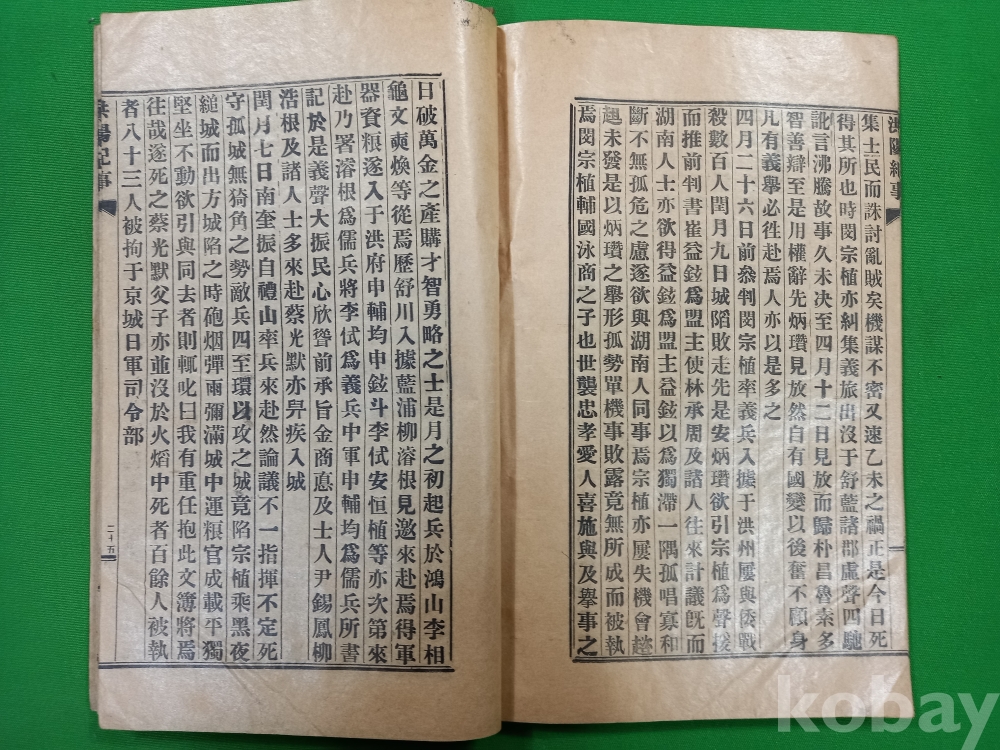 洪陽紀事
集士民而誅討亂賊矣機謀不密又速乙未之禍正是今日死
得其所也時閔宗植亦糾集義旅出沒于舒藍諸郡虛聲四馳
訛言沸騰故事久未決至四月十二日見放而歸朴昌魯素多
智善辯至是用權辭先炳瓚見放然自有國變以後奮不顧身
凡有義擧必徃赴焉人亦以是多之
四月二十六日前叅判閔宗植率義兵入據于洪州屢與倭戰
殺數百人閏月九日城陷敗走先是安炳瓚欲引宗植爲聲援
而推前判書崔益鉉爲盟主使林承周及諸人往來計議旣而
湖南人士亦欲得益鉉爲盟主益鉉以爲獨滯一隅孤唱寡和
斷不無孤危之慮遂欲與湖南人同事焉宗植亦屢失機會趑
趄未發是以炳瓚之擧形孤勢單機事敗露竟無所成而被執
焉閔宗植輔國泳商之子也世襲忠孝愛人喜施與及擧事之
日破萬金之產購才智勇略之士是月之初起兵於鴻山李相
龜文奭煥等從焉歷舒川入據藍浦柳濬根見邀來赴焉得軍
器資粮遂入于洪府申輔均申鉉斗李侙安恒植等亦次第來
赴乃署濬根爲儒兵將李侙爲義兵中軍申輔均爲儒兵所書
記於是義聲大振民心欣聳前承旨金商悳及士人尹錫鳳柳
浩根及諸人士多來赴蔡光默亦舁疾入城
閏月七日南奎振自禮山率兵來赴然論議不一指揮不定死
守孤城無犄角之勢敵兵四至環以攻之城竟陷宗植乘黑夜
縋城而出方城陷之時砲烟彈雨彌滿城中運粮官成載平獨
堅坐不動欲引與同去者則輒叱曰我有重任抱此文簿將焉
往哉遂死之蔡光默父子亦並沒於火熖中死者百餘人被執
者八十三人被拘于京城日軍司令部
紀事
二十五
kobay